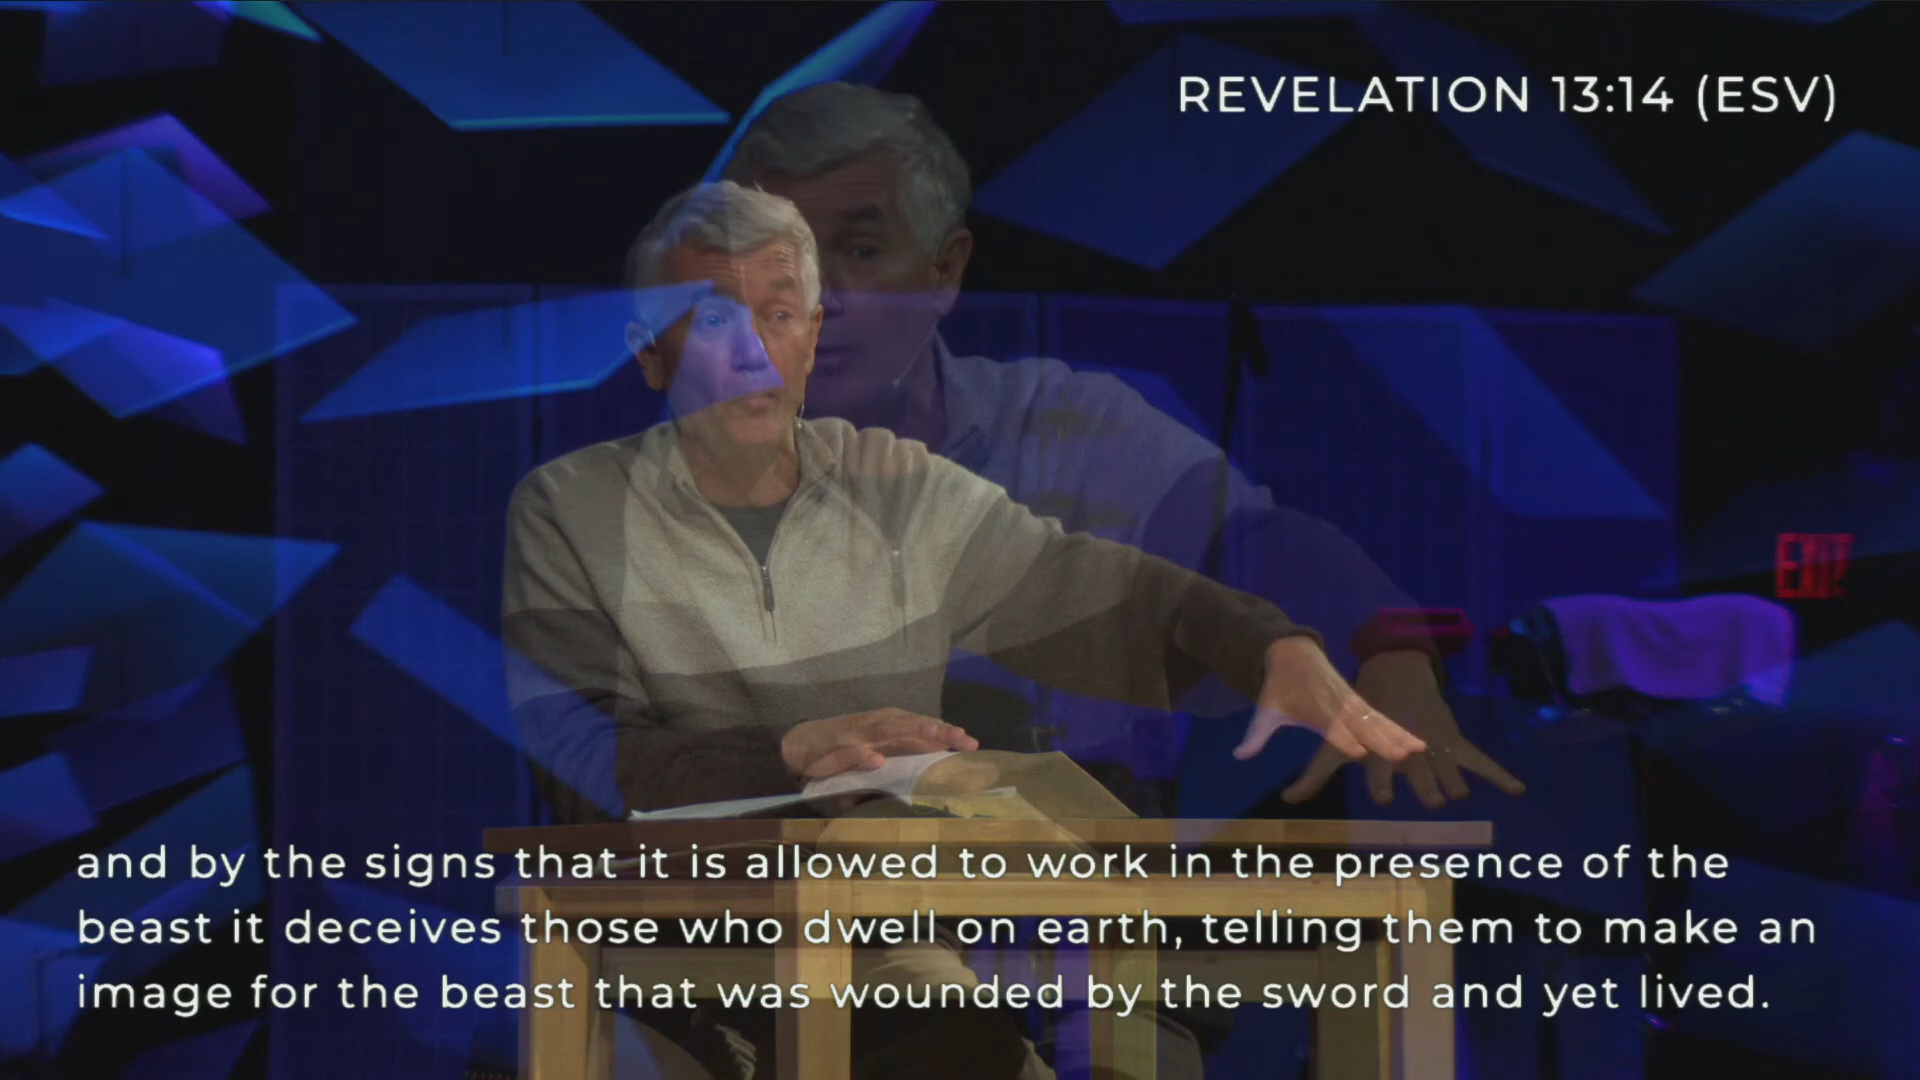 REVELATION 13:14 (ESV)
EXIT
and by the signs that it is allowed to work in the presence of the
beast it deceives those who dwell on earth, telling them to make an
image for the beast that was wounded by the sword and yet lived.